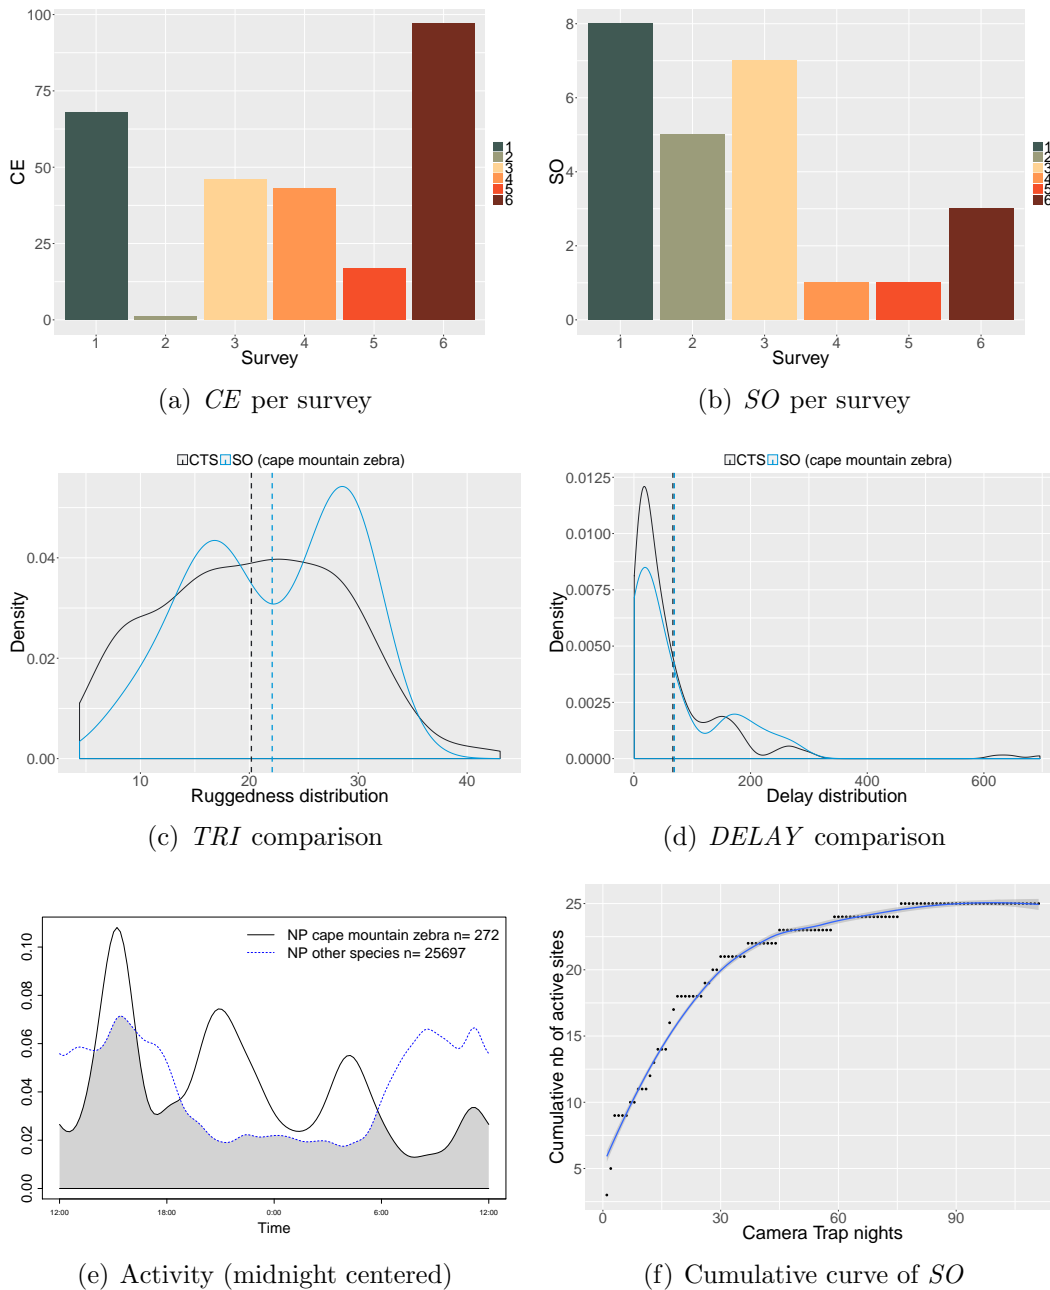 100
75
50
25
0
CE
1 2 3 4 5 6
Survey
1
2
3
4
5
6
(a) CE per survey
8
6
4
2
0
SO
1 2 3 4 5 6
Survey
1
2
3
4
5
6
(b) SO per survey
CTS SO (cape mountain zebra)
0.04
0.02
0.00
Density
10 20 30 40
Ruggedness distribution
(c) TRI comparison
CTS SO (cape mountain zebra)
0.0125
0.0100
0.0075
0.0050
0.0025
0.0000
Density
0 200 400 600
Delay distribution
(d) DELAY comparison
NP cape mountain zebra n= 272
NP other species n= 25697
0.10
0.08
0.06
0.04
0.02
0.00
12:00 18:00 0:00 6:00 12:00
Time
(e) Activity (midnight centered)
25
20
15
10
5
Cumulative nb of active sites
0 30 60 90
Camera Trap nights
(f) Cumulative curve of SO